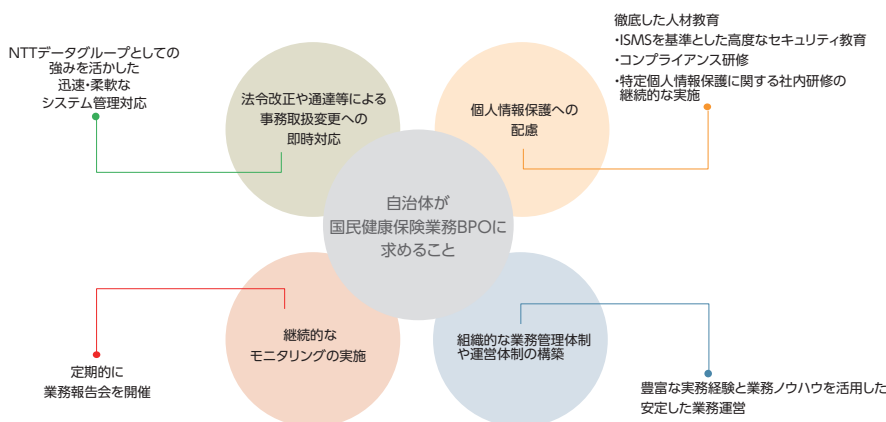 NTTデータグループとしての
強みを活かした
迅速・柔軟な
システム管理対応
法令改正や通達等による
事務取扱変更への
即時対応
個人情報保護への
配慮
徹底した人材教育
・ISMSを基準とした高度なセキュリティ教育
・コンプライアンス研修
・特定個人情報保護に関する社内研修の
継続的な実施
自治体が
国民健康保険業務BPOに
求めること
継続的な
モニタリングの実施
定期的に
業務報告会を開催
組織的な業務管理体制
や運営体制の構築
豊富な実務経験と業務ノウハウを活用した
安定した業務運営